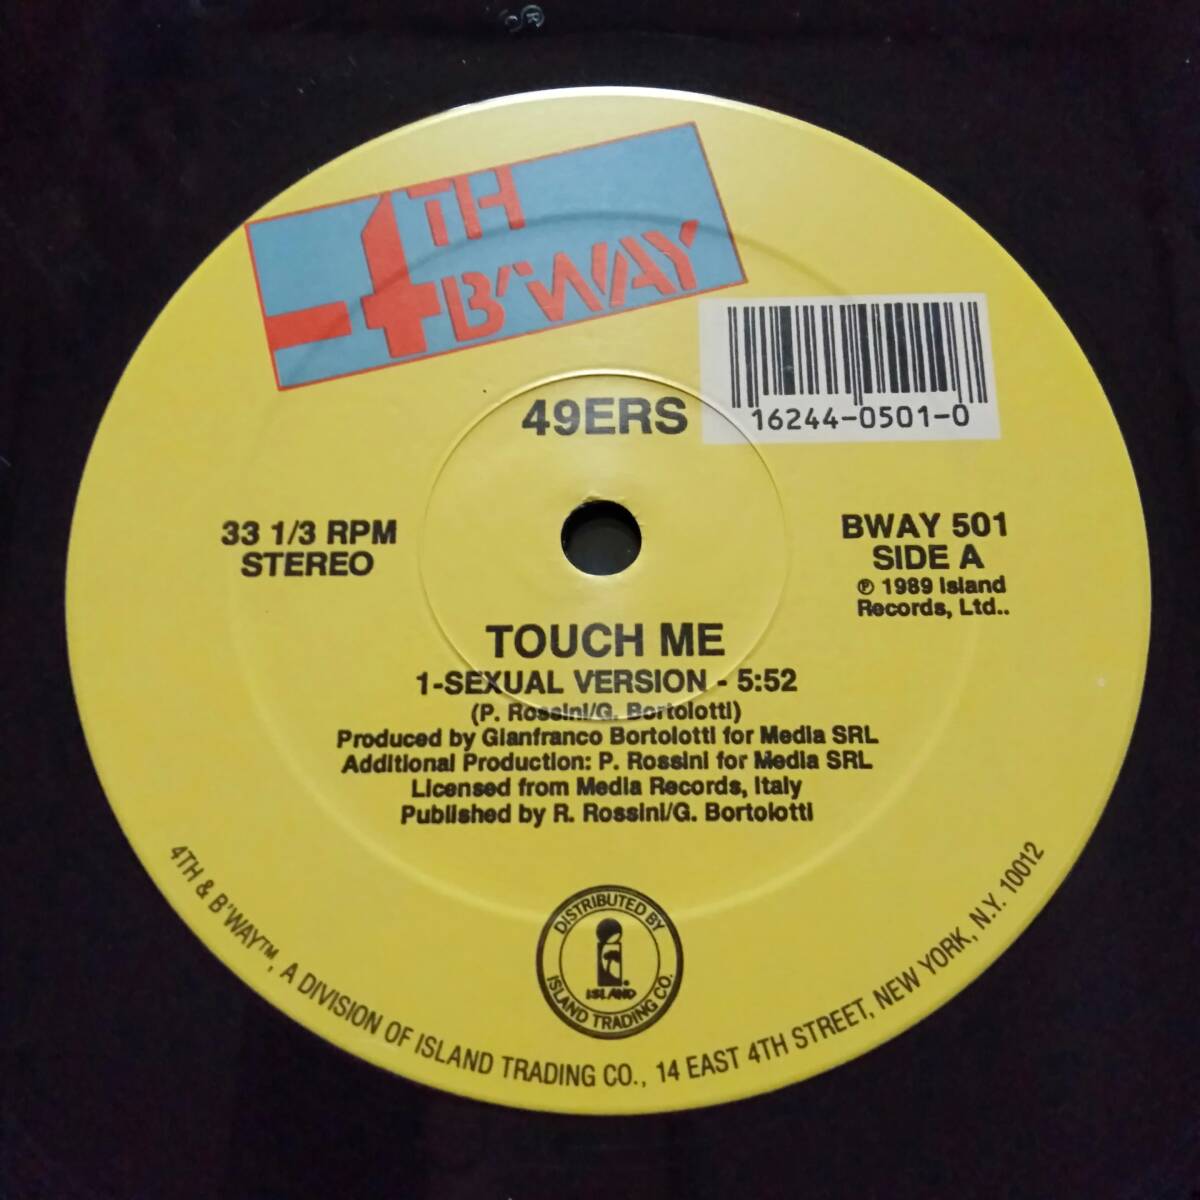 4TH
B'WAY
49ERS
16244-0501-0
33 1/3 RPM
STEREO
BWAY 501
SIDE A
℗ 1989 Island
Records, Ltd..
TOUCH ME
1-SEXUAL VERSION - 5:52
(P. Rossini/G. Bortolotti)
Produced by Gianfranco Bortolotti for Media SRL
Additional Production: P. Rossini for Media SRL
Licensed from Media Records, Italy
Published by R. Rossini/G. Bortolotti
DISTRIBUTED BY
ISLAND
ISLAND TRADING CO.
4TH & B'WAY™, A DIVISION OF ISLAND TRADING CO., 14 EAST 4TH STREET, NEW YORK, N.Y. 10012